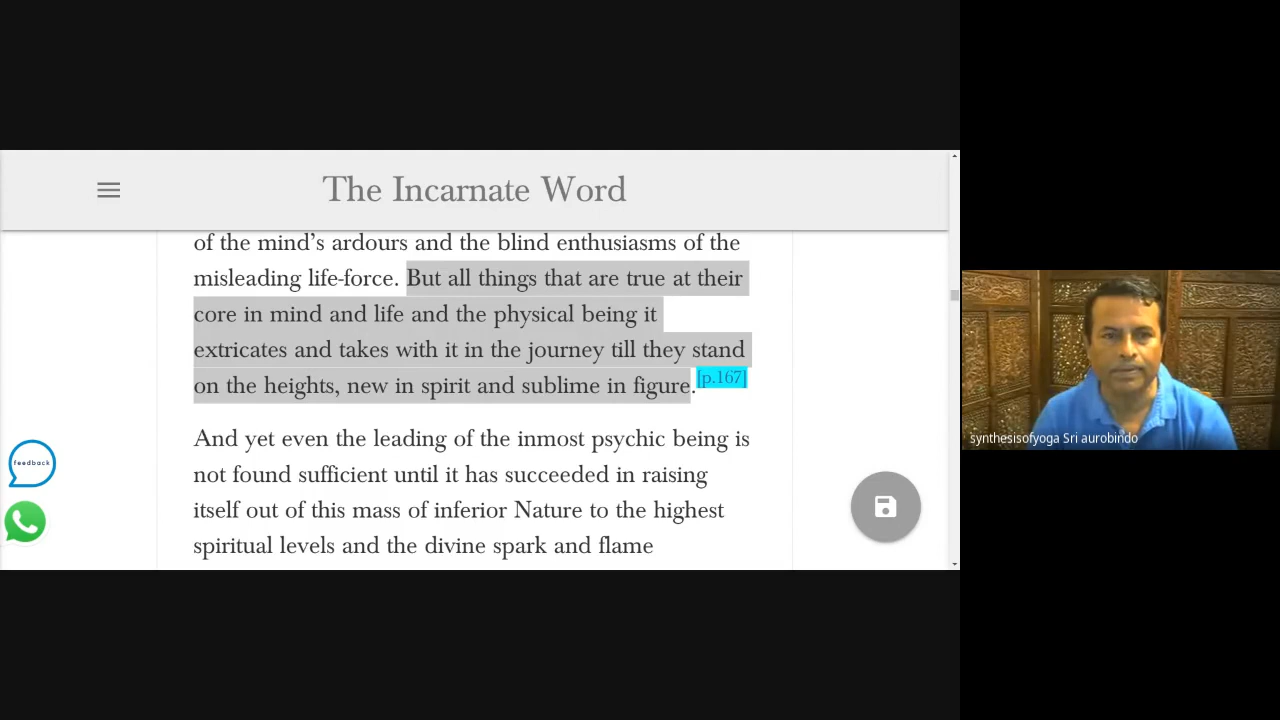 The Incarnate Word
of the mind's ardours and the blind enthusiasms of the
misleading life-force. But all things that are true at their
core in mind and life and the physical being it
extricates and takes with it in the journey till they stand
on the heights, new in spirit and sublime in figure.[p.167]
And yet even the leading of the inmost psychic being is
not found sufficient until it has succeeded in raising
itself out of this mass of inferior Nature to the highest
spiritual levels and the divine spark and flame
feedback
synthesisofyoga Sri aurobindo